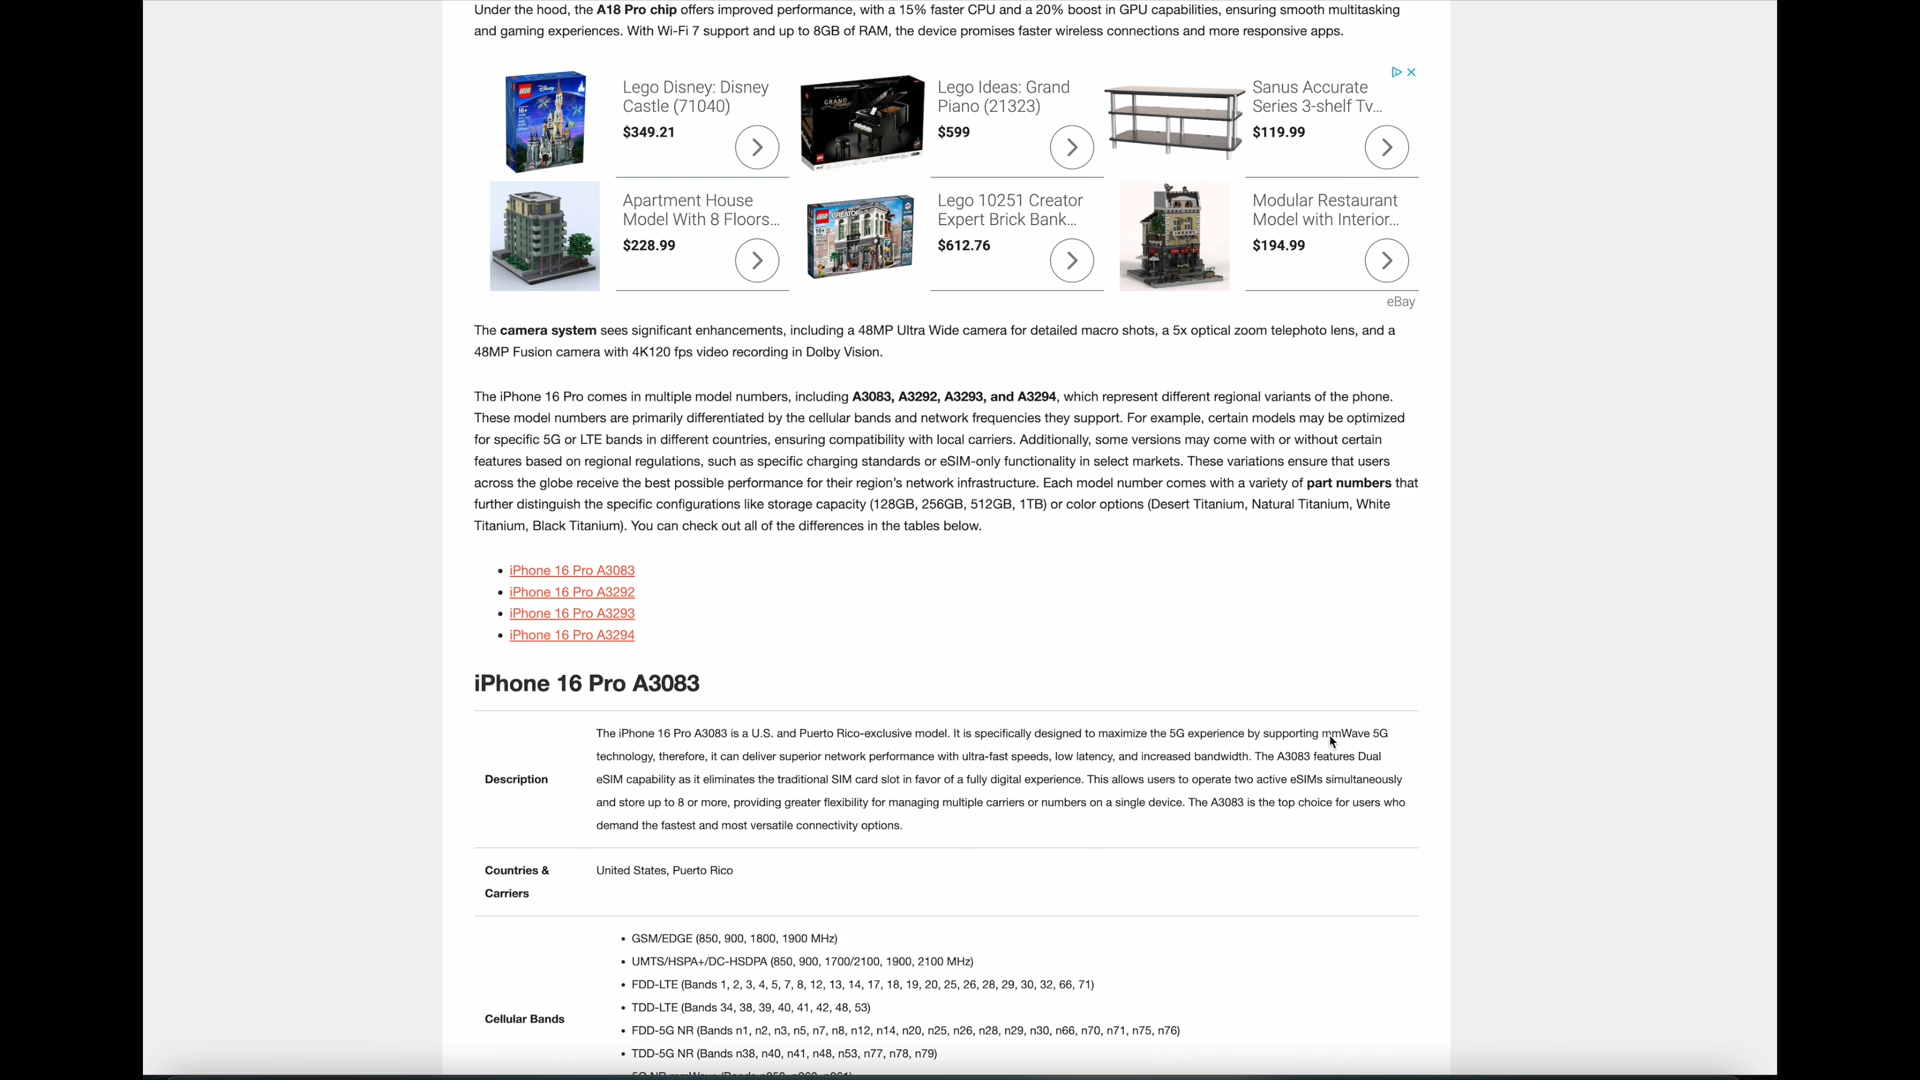 Under the hood, the A18 Pro chip offers improved performance, with a 15% faster CPU and a 20% boost in GPU capabilities, ensuring smooth multitasking
and gaming experiences. With Wi-Fi 7 support and up to 8GB of RAM, the device promises faster wireless connections and more responsive apps.
Lego Disney: Disney
Castle (71040)
$349.21
Lego Ideas: Grand
Piano (21323)
$599
Sanus Accurate
Series 3-shelf Tv...
$119.99
Apartment House
Model With 8 Floors...
$228.99
Lego 10251 Creator
Expert Brick Bank...
$612.76
Modular Restaurant
Model with Interior...
$194.99
eBay
The camera system sees significant enhancements, including a 48MP Ultra Wide camera for detailed macro shots, a 5x optical zoom telephoto lens, and a
48MP Fusion camera with 4K120 fps video recording in Dolby Vision.
The iPhone 16 Pro comes in multiple model numbers, including A3083, A3292, A3293, and A3294, which represent different regional variants of the phone.
These model numbers are primarily differentiated by the cellular bands and network frequencies they support. For example, certain models may be optimized
for specific 5G or LTE bands in different countries, ensuring compatibility with local carriers. Additionally, some versions may come with or without certain
features based on regional regulations, such as specific charging standards or eSIM-only functionality in select markets. These variations ensure that users
across the globe receive the best possible performance for their region's network infrastructure. Each model number comes with a variety of part numbers that
further distinguish the specific configurations like storage capacity (128GB, 256GB, 512GB, 1TB) or color options (Desert Titanium, Natural Titanium, White
Titanium, Black Titanium). You can check out all of the differences in the tables below.
• iPhone 16 Pro A3083
• iPhone 16 Pro A3292
• iPhone 16 Pro A3293
• iPhone 16 Pro A3294
iPhone 16 Pro A3083
Description
The iPhone 16 Pro A3083 is a U.S. and Puerto Rico-exclusive model. It is specifically designed to maximize the 5G experience by supporting mmWave 5G
technology, therefore, it can deliver superior network performance with ultra-fast speeds, low latency, and increased bandwidth. The A3083 features Dual
eSIM capability as it eliminates the traditional SIM card slot in favor of a fully digital experience. This allows users to operate two active eSIMs simultaneously
and store up to 8 or more, providing greater flexibility for managing multiple carriers or numbers on a single device. The A3083 is the top choice for users who
demand the fastest and most versatile connectivity options.
Countries &
Carriers
United States, Puerto Rico
Cellular Bands
• GSM/EDGE (850, 900, 1800, 1900 MHz)
• UMTS/HSPA+/DC-HSDPA (850, 900, 1700/2100, 1900, 2100 MHz)
• FDD-LTE (Bands 1, 2, 3, 4, 5, 7, 8, 12, 13, 14, 17, 18, 19, 20, 25, 26, 28, 29, 30, 32, 66, 71)
• TDD-LTE (Bands 34, 38, 39, 40, 41, 42, 48, 53)
• FDD-5G NR (Bands n1, n2, n3, n5, n7, n8, n12, n14, n20, n25, n26, n28, n29, n30, n66, n70, n71, n75, n76)
• TDD-5G NR (Bands n38, n40, n41, n48, n53, n77, n78, n79)